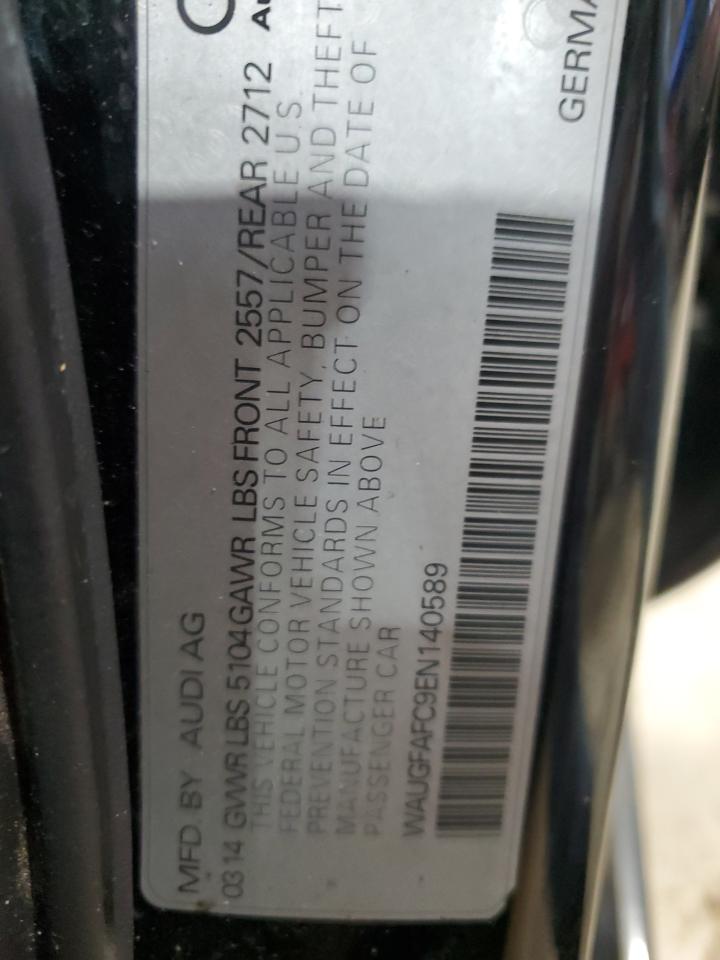 MFD. BY AUDI AG
03 14 GVWR LBS 5104 GAWR LBS FRONT 2557/REAR 2712
THIS VEHICLE CONFORMS TO ALL APPLICABLE U.S.
FEDERAL MOTOR VEHICLE SAFETY, BUMPER AND THEFT
PREVENTION STANDARDS IN EFFECT ON THE DATE OF
MANUFACTURE SHOWN ABOVE
PASSENGER CAR
WAUGFAFC9EN140589
GERMA